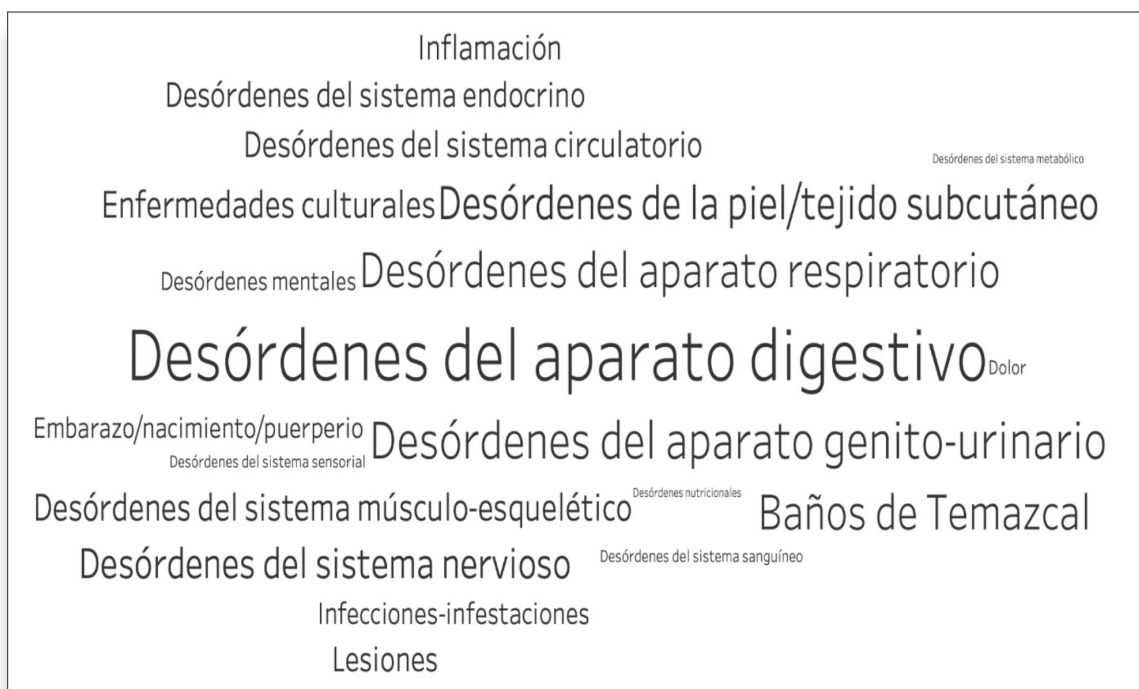 Inflamación
Desórdenes del sistema endocrino
Desórdenes del sistema circulatorio
Desórdenes del sistema metabólico
Enfermedades culturales
Desórdenes de la piel/tejido subcutáneo
Desórdenes mentales
Desórdenes del aparato respiratorio
Desórdenes del aparato digestivo
Dolor
Embarazo/nacimiento/puerperio
Desórdenes del aparato genito-urinario
Desórdenes del sistema sensorial
Desórdenes del sistema músculo-esquelético
Desórdenes nutricionales
Baños de Temazcal
Desórdenes del sistema nervioso
Desórdenes del sistema sanguíneo
Infecciones-infestaciones
Lesiones